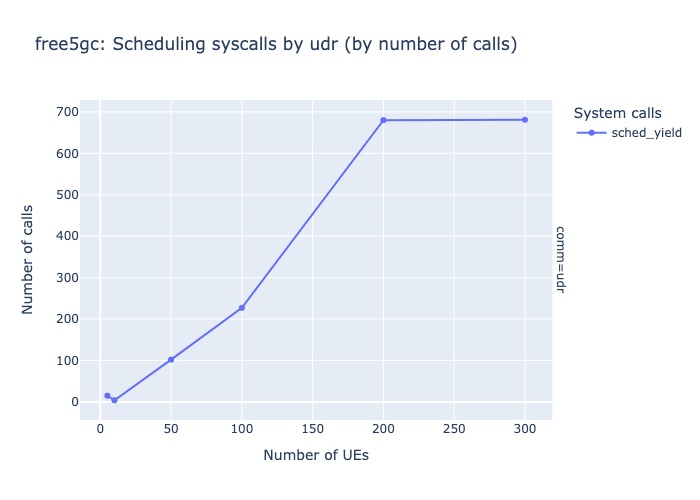 free5gc: Scheduling syscalls by udr (by number of calls)
System calls
sched_yield
Number of calls
700
600
500
400
300
200
100
0
comm=udr
0 50 100 150 200 250 300
Number of UEs